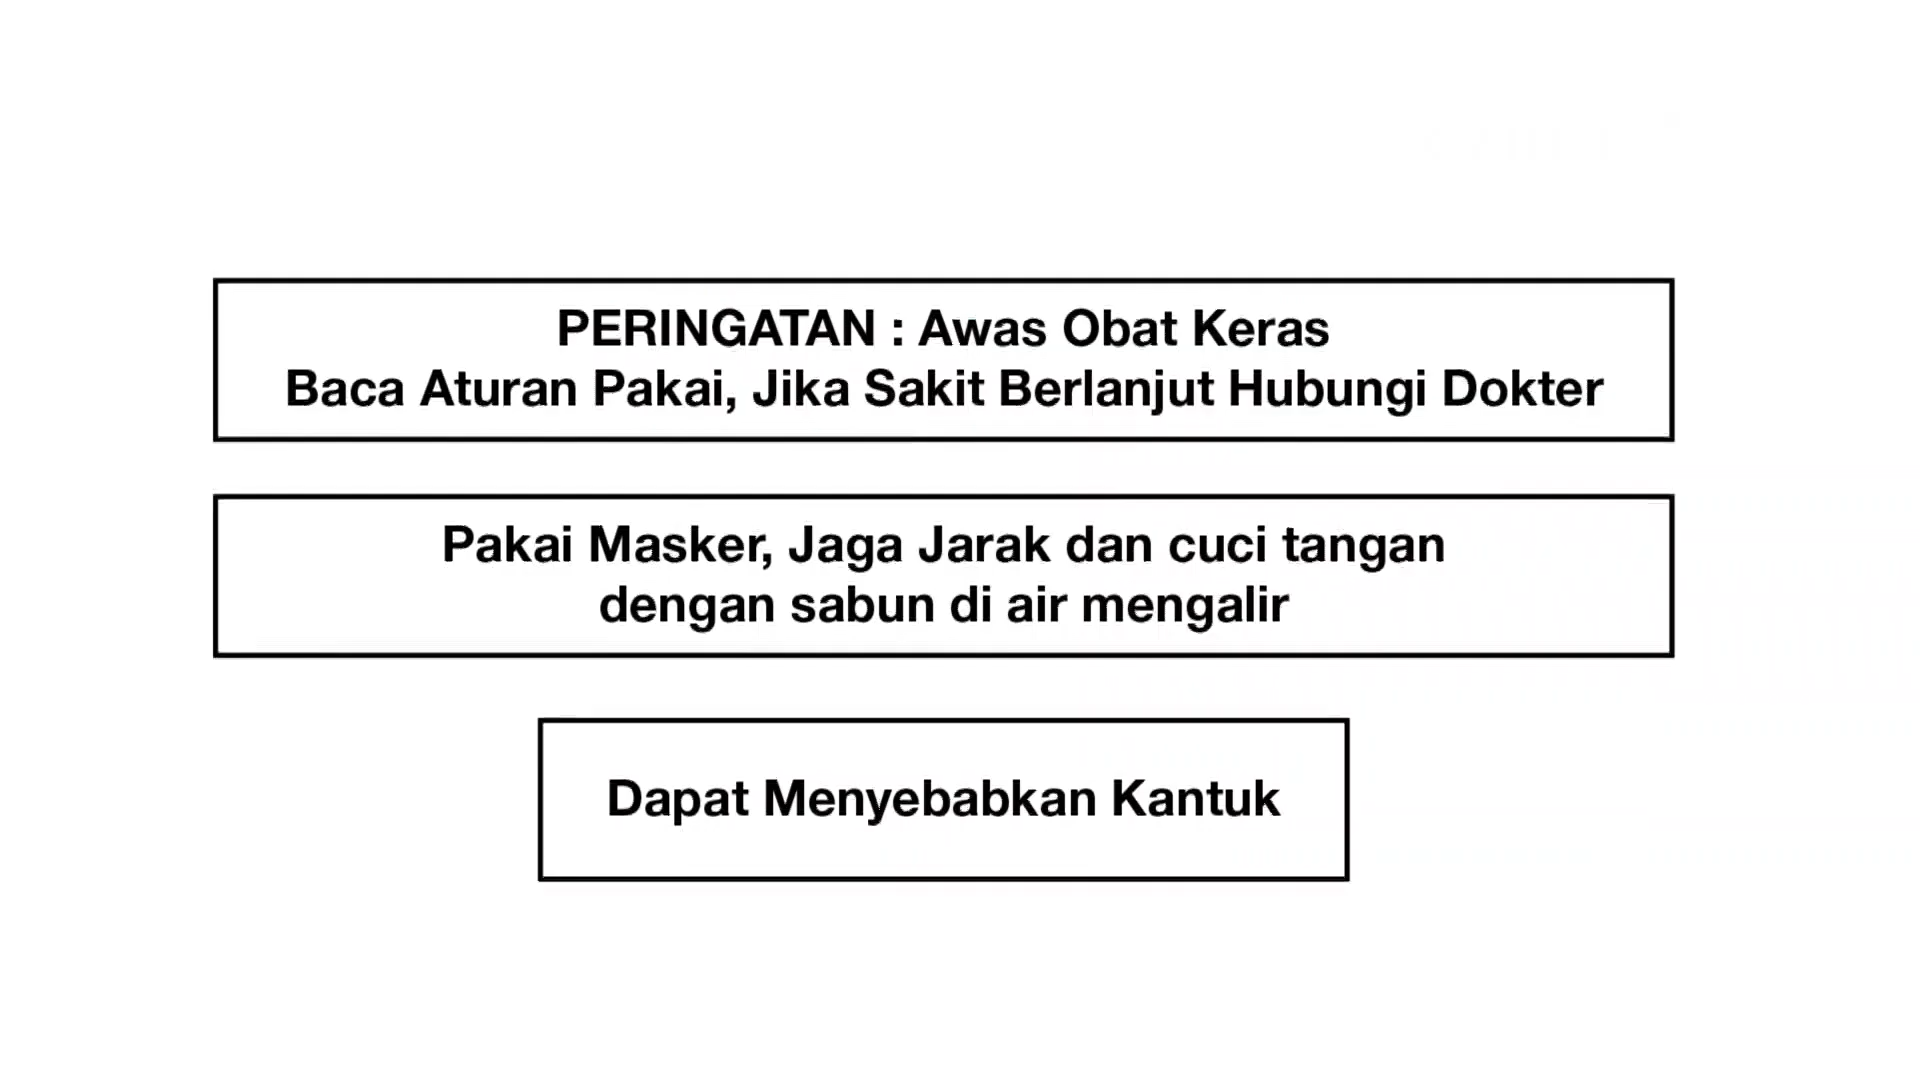 PERINGATAN : Awas Obat Keras
Baca Aturan Pakai, Jika Sakit Berlanjut Hubungi Dokter
Pakai Masker, Jaga Jarak dan cuci tangan
dengan sabun di air mengalir
Dapat Menyebabkan Kantuk